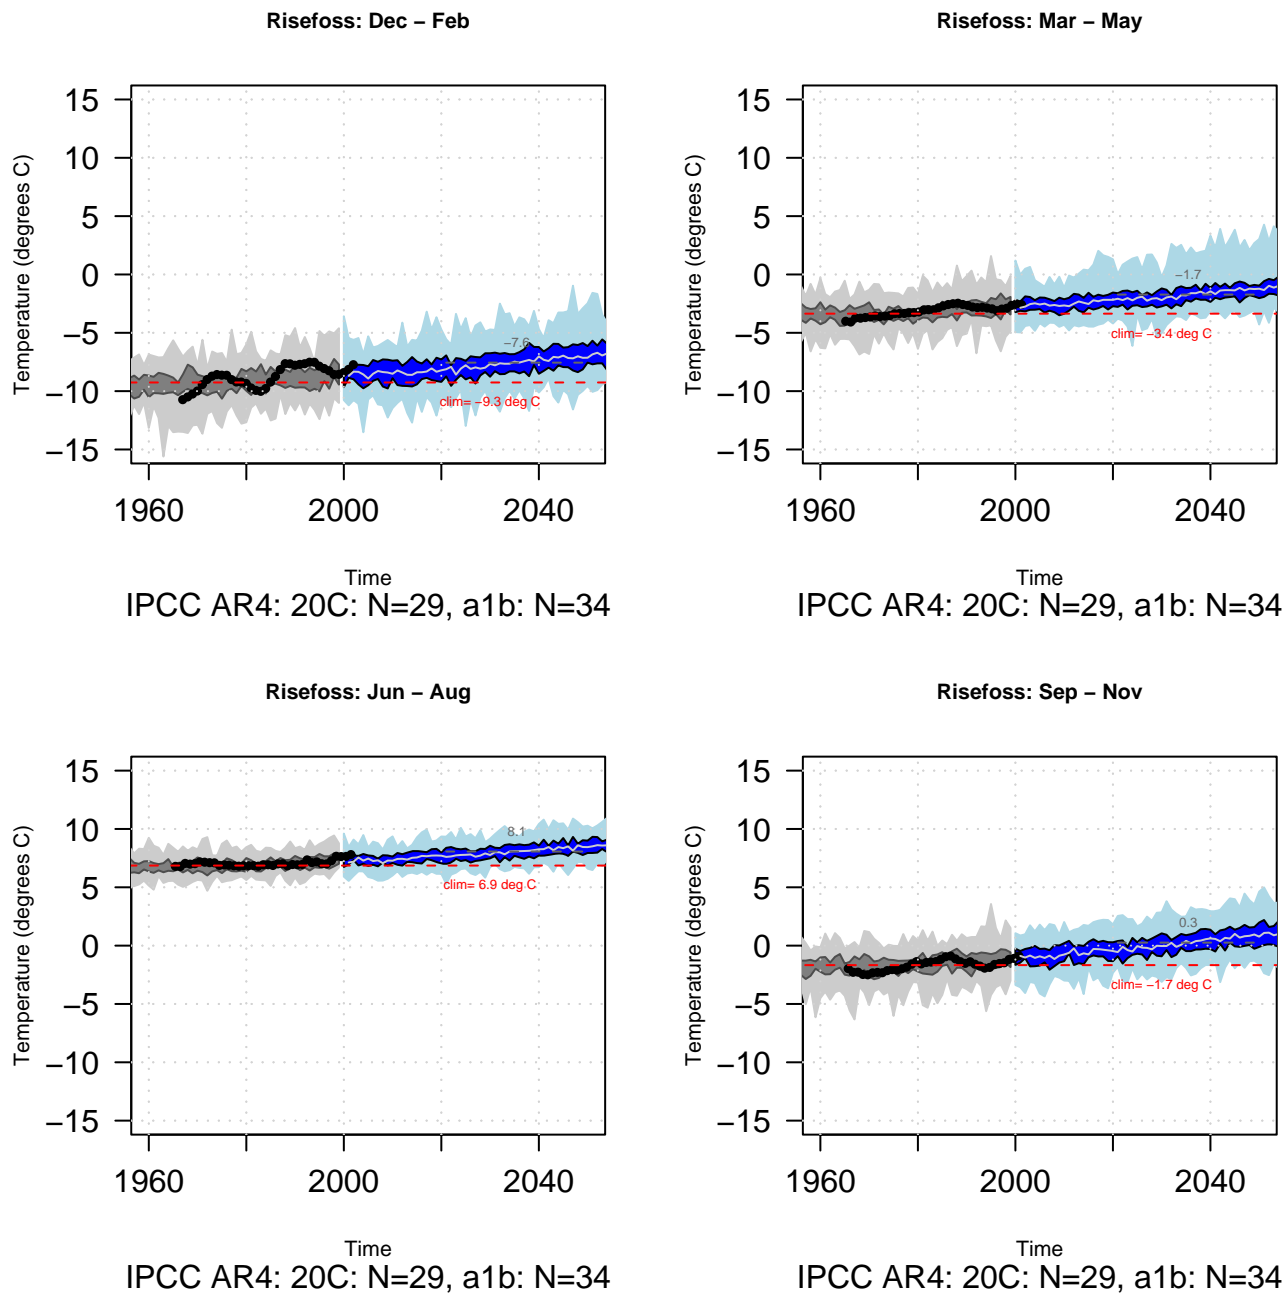 Risefoss: Dec − Feb
Temperature (degrees C)
15
10
5
0
−5
−10
−15
−7.6
clim= −9.3 deg C
1960
2000
2040
Time
IPCC AR4: 20C: N=29, a1b: N=34
Risefoss: Mar − May
Temperature (degrees C)
15
10
5
0
−5
−10
−15
−1.7
clim= −3.4 deg C
1960
2000
2040
Time
IPCC AR4: 20C: N=29, a1b: N=34
Risefoss: Jun − Aug
Temperature (degrees C)
15
10
5
0
−5
−10
−15
8.1
clim= 6.9 deg C
1960
2000
2040
Time
IPCC AR4: 20C: N=29, a1b: N=34
Risefoss: Sep − Nov
Temperature (degrees C)
15
10
5
0
−5
−10
−15
0.3
clim= −1.7 deg C
1960
2000
2040
Time
IPCC AR4: 20C: N=29, a1b: N=34